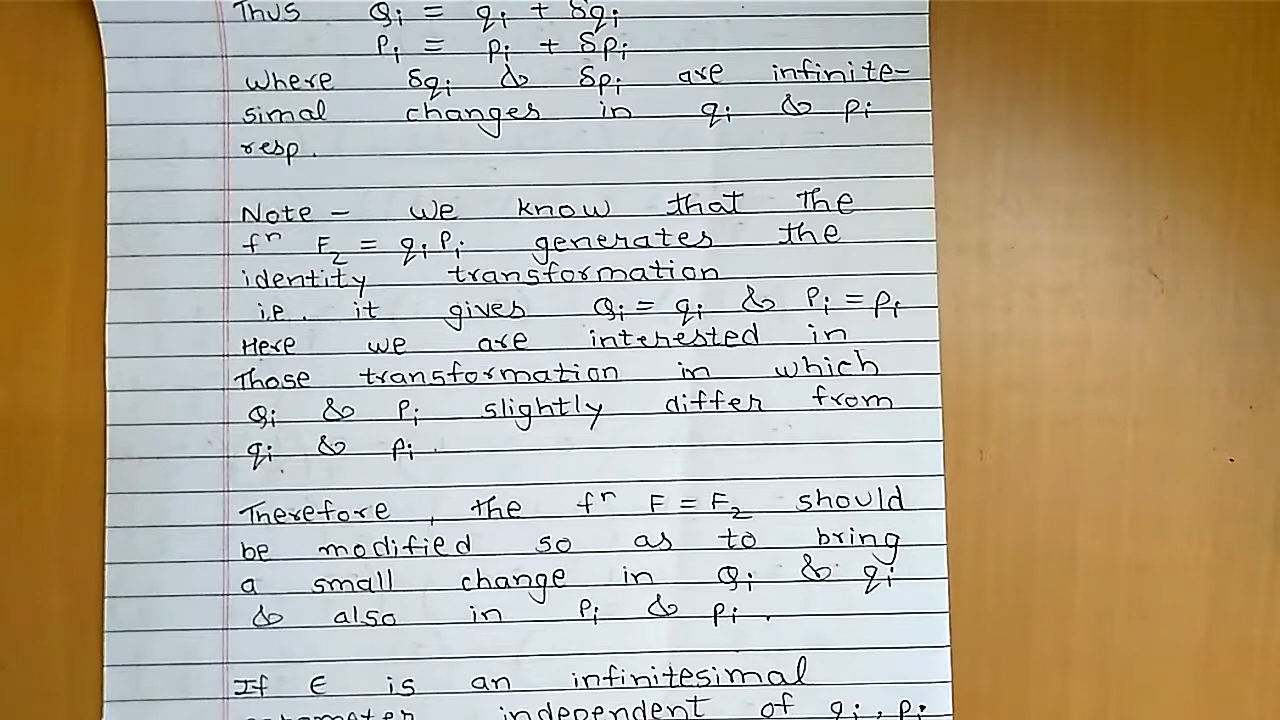 Thus Qi = qi + δqi
Pi = pi + δpi
where δqi & δpi are infinite-
simal changes in qi & pi
resp.
Note - we know that the
fⁿ F₂ = qi Pi generates the
identity transformation
i.e. it gives Qi = qi & Pi = pi
Here we are interested in
Those transformation in which
Qi & Pi slightly differ from
qi & pi.
Therefore, the fⁿ F = F₂ should
be modified so as to bring
a small change in Qi & qi
& also in Pi & pi.
If ϵ is an infinitesimal
independent of qi, pi